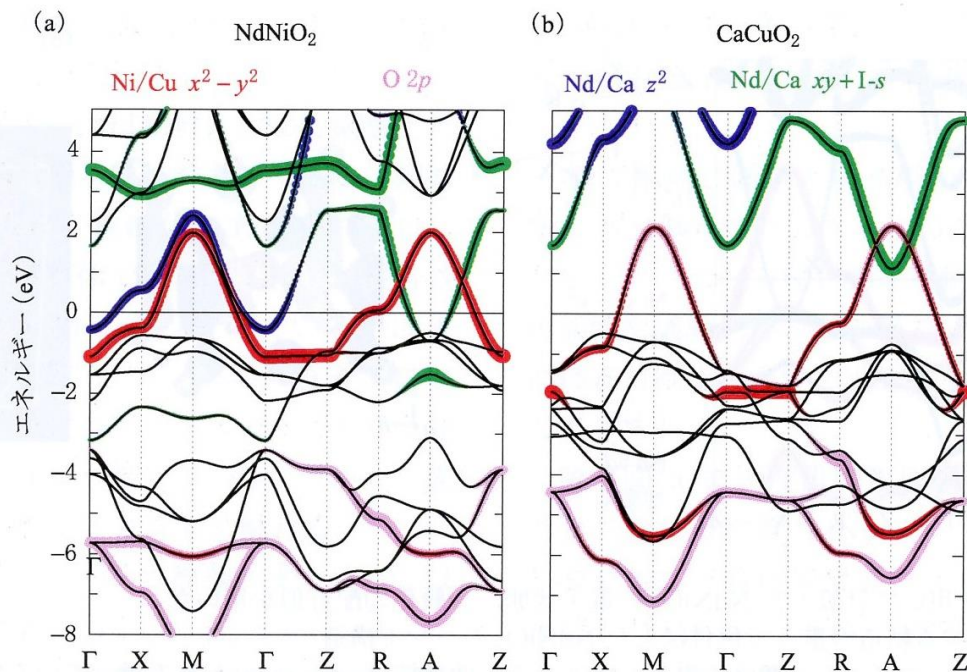 (a)
NdNiO₂
Ni/Cu x² − y²
O 2p
(b)
CaCuO₂
Nd/Ca z²
Nd/Ca xy+I-s
エネルギー (eV)
4
2
0
−2
−4
−6
−8
Γ
Γ X M Γ Z R A Z
Γ X M Γ Z R A Z